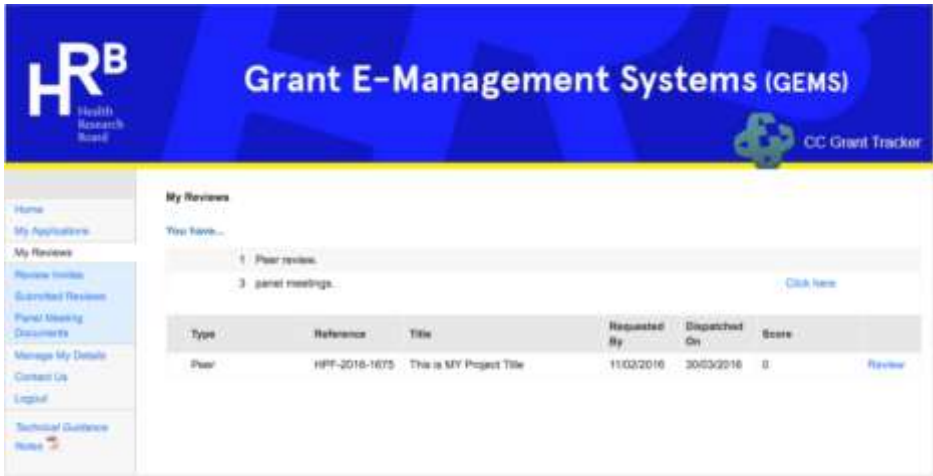 HRB
Health
Research
Board
Grant E-Management Systems (GEMS)
CC Grant Tracker
Home
My Applications
My Reviews
Review Invites
Submitted Reviews
Panel Meeting
Documents
Manage My Details
Contact Us
Logout
Technical Guidance
Notes
My Reviews
You have...
1 Peer review.
3 panel meetings. Click here
Type Reference Title Requested By Dispatched On Score
Peer HPF-2016-1675 This is MY Project Title 11/02/2016 30/03/2016 0 Review